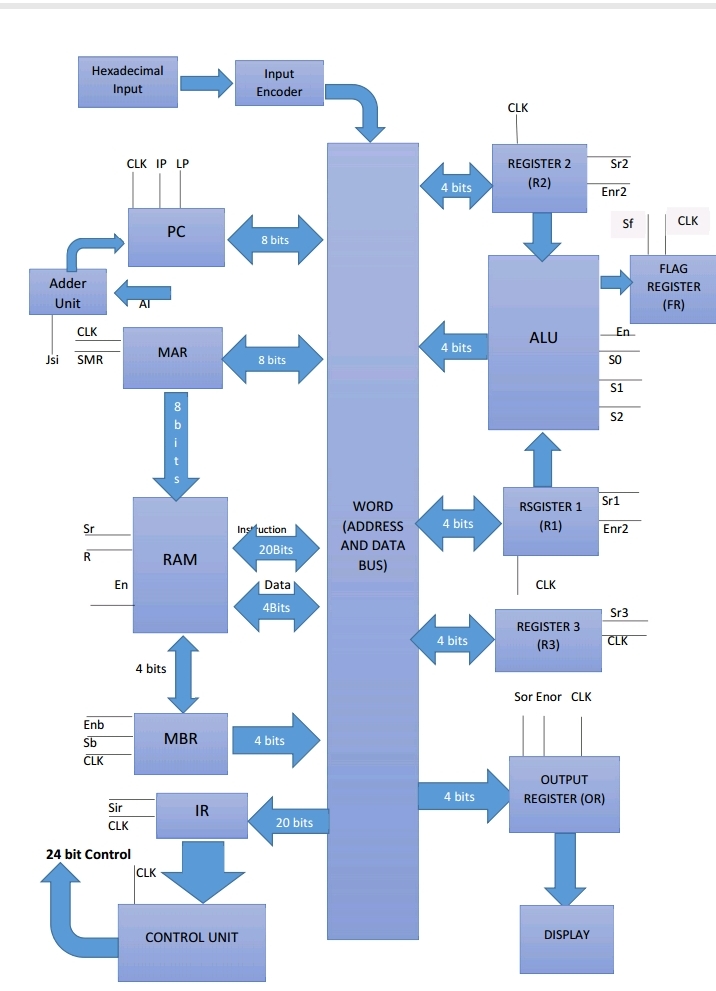 Hexadecimal
Input
Input
Encoder
CLK
REGISTER 2
(R2)
Sr2
Enr2
4 bits
CLK IP LP
PC
8 bits
Sf
CLK
FLAG
REGISTER
(FR)
Adder
Unit
AI
Jsi
CLK
SMR
MAR
8 bits
4 bits
ALU
En
S0
S1
S2
8
b
i
t
s
WORD
(ADDRESS
AND DATA
BUS)
RSGISTER 1
(R1)
Sr1
Enr2
4 bits
CLK
Sr
R
En
RAM
Instruction
20Bits
Data
4Bits
REGISTER 3
(R3)
Sr3
CLK
4 bits
4 bits
Enb
Sb
CLK
MBR
4 bits
Sor Enor CLK
OUTPUT
REGISTER (OR)
4 bits
Sir
CLK
IR
20 bits
24 bit Control
CLK
CONTROL UNIT
DISPLAY